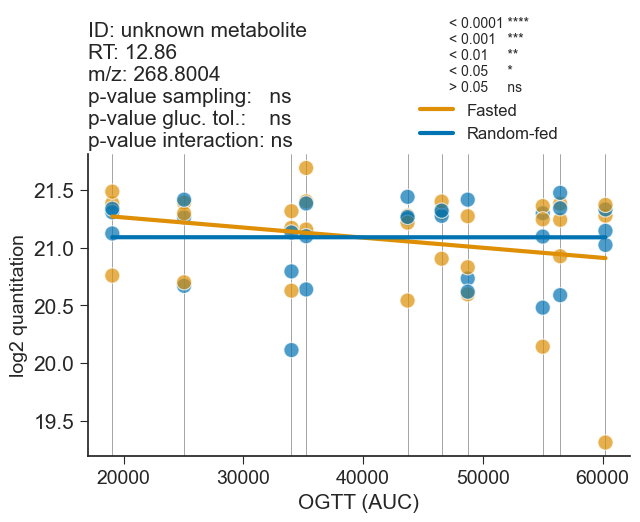 ID: unknown metabolite
RT: 12.86
m/z: 268.8004
p-value sampling: ns
p-value gluc. tol.: ns
p-value interaction: ns
< 0.0001 ****
< 0.001 ***
< 0.01 **
< 0.05 *
> 0.05 ns
Fasted
Random-fed
log2 quantitation
21.5
21.0
20.5
20.0
19.5
20000 30000 40000 50000 60000
OGTT (AUC)